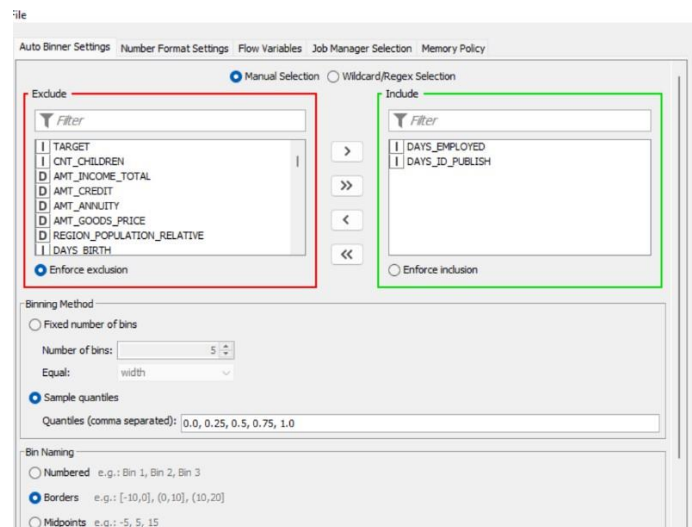 File
Auto Binner Settings Number Format Settings Flow Variables Job Manager Selection Memory Policy
Manual Selection Wildcard/Regex Selection
Exclude
Filter
I TARGET
I CNT_CHILDREN
D AMT_INCOME_TOTAL
D AMT_CREDIT
D AMT_ANNUITY
D AMT_GOODS_PRICE
D REGION_POPULATION_RELATIVE
I DAYS_BIRTH
Enforce exclusion
>
>>
<
<<
Include
Filter
I DAYS_EMPLOYED
I DAYS_ID_PUBLISH
Enforce inclusion
Binning Method
Fixed number of bins
Number of bins: 5
Equal: width
Sample quantiles
Quantiles (comma separated): 0.0, 0.25, 0.5, 0.75, 1.0
Bin Naming
Numbered e.g.: Bin 1, Bin 2, Bin 3
Borders e.g.: [-10,0], (0,10], (10,20]
Midpoints e.g.: -5, 5, 15